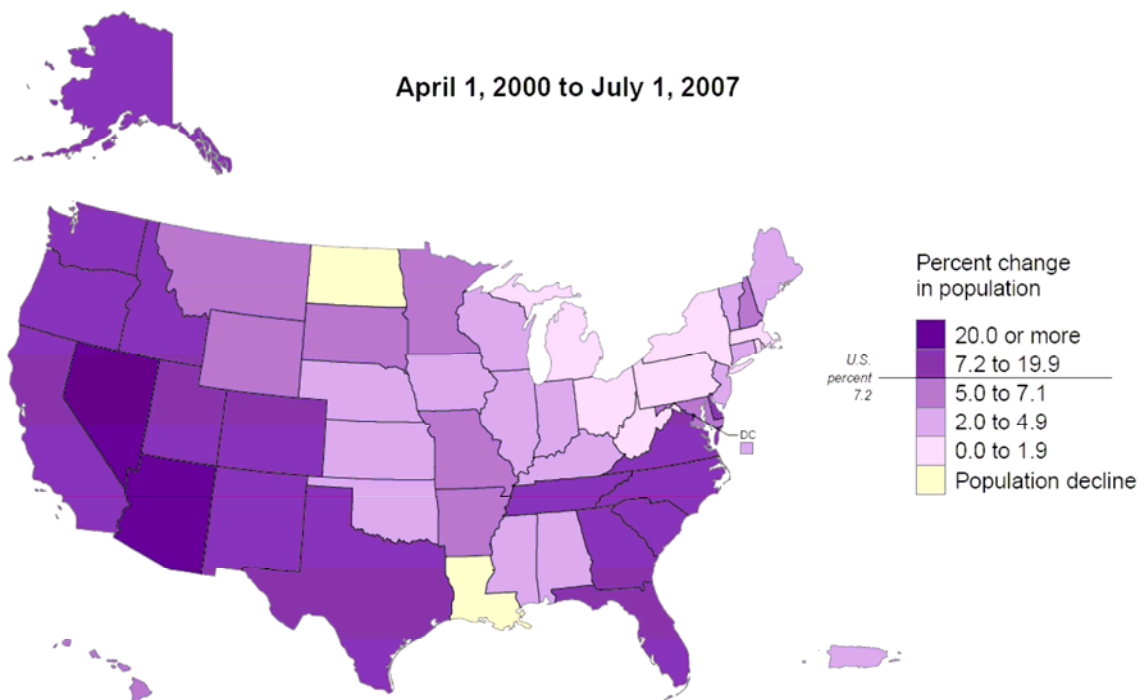 April 1, 2000 to July 1, 2007
Percent change
in population
20.0 or more
7.2 to 19.9
U.S.
percent
7.2
5.0 to 7.1
2.0 to 4.9
0.0 to 1.9
Population decline
DC